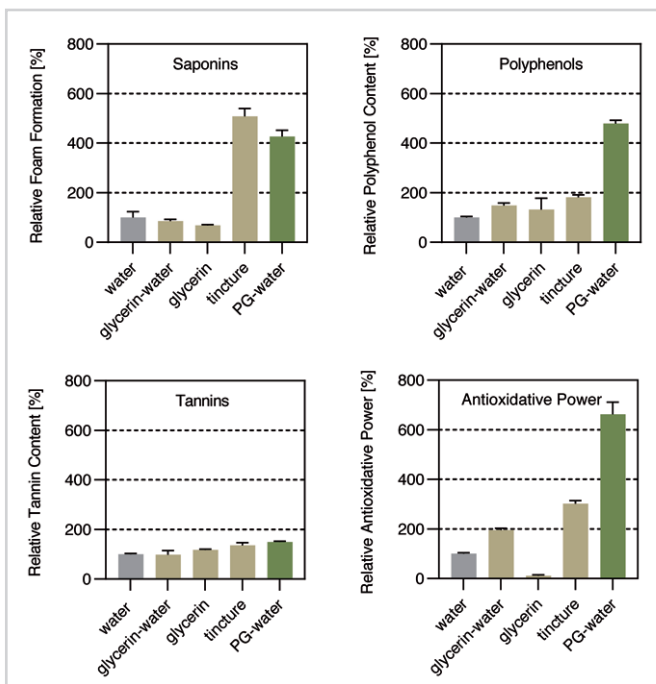 Saponins
Relative Foam Formation [%]
800
600
400
200
0
water
glycerin-water
glycerin
tincture
PG-water
Polyphenols
Relative Polyphenol Content [%]
800
600
400
200
0
water
glycerin-water
glycerin
tincture
PG-water
Tannins
Relative Tannin Content [%]
800
600
400
200
0
water
glycerin-water
glycerin
tincture
PG-water
Antioxidative Power
Relative Antioxidative Power [%]
800
600
400
200
0
water
glycerin-water
glycerin
tincture
PG-water